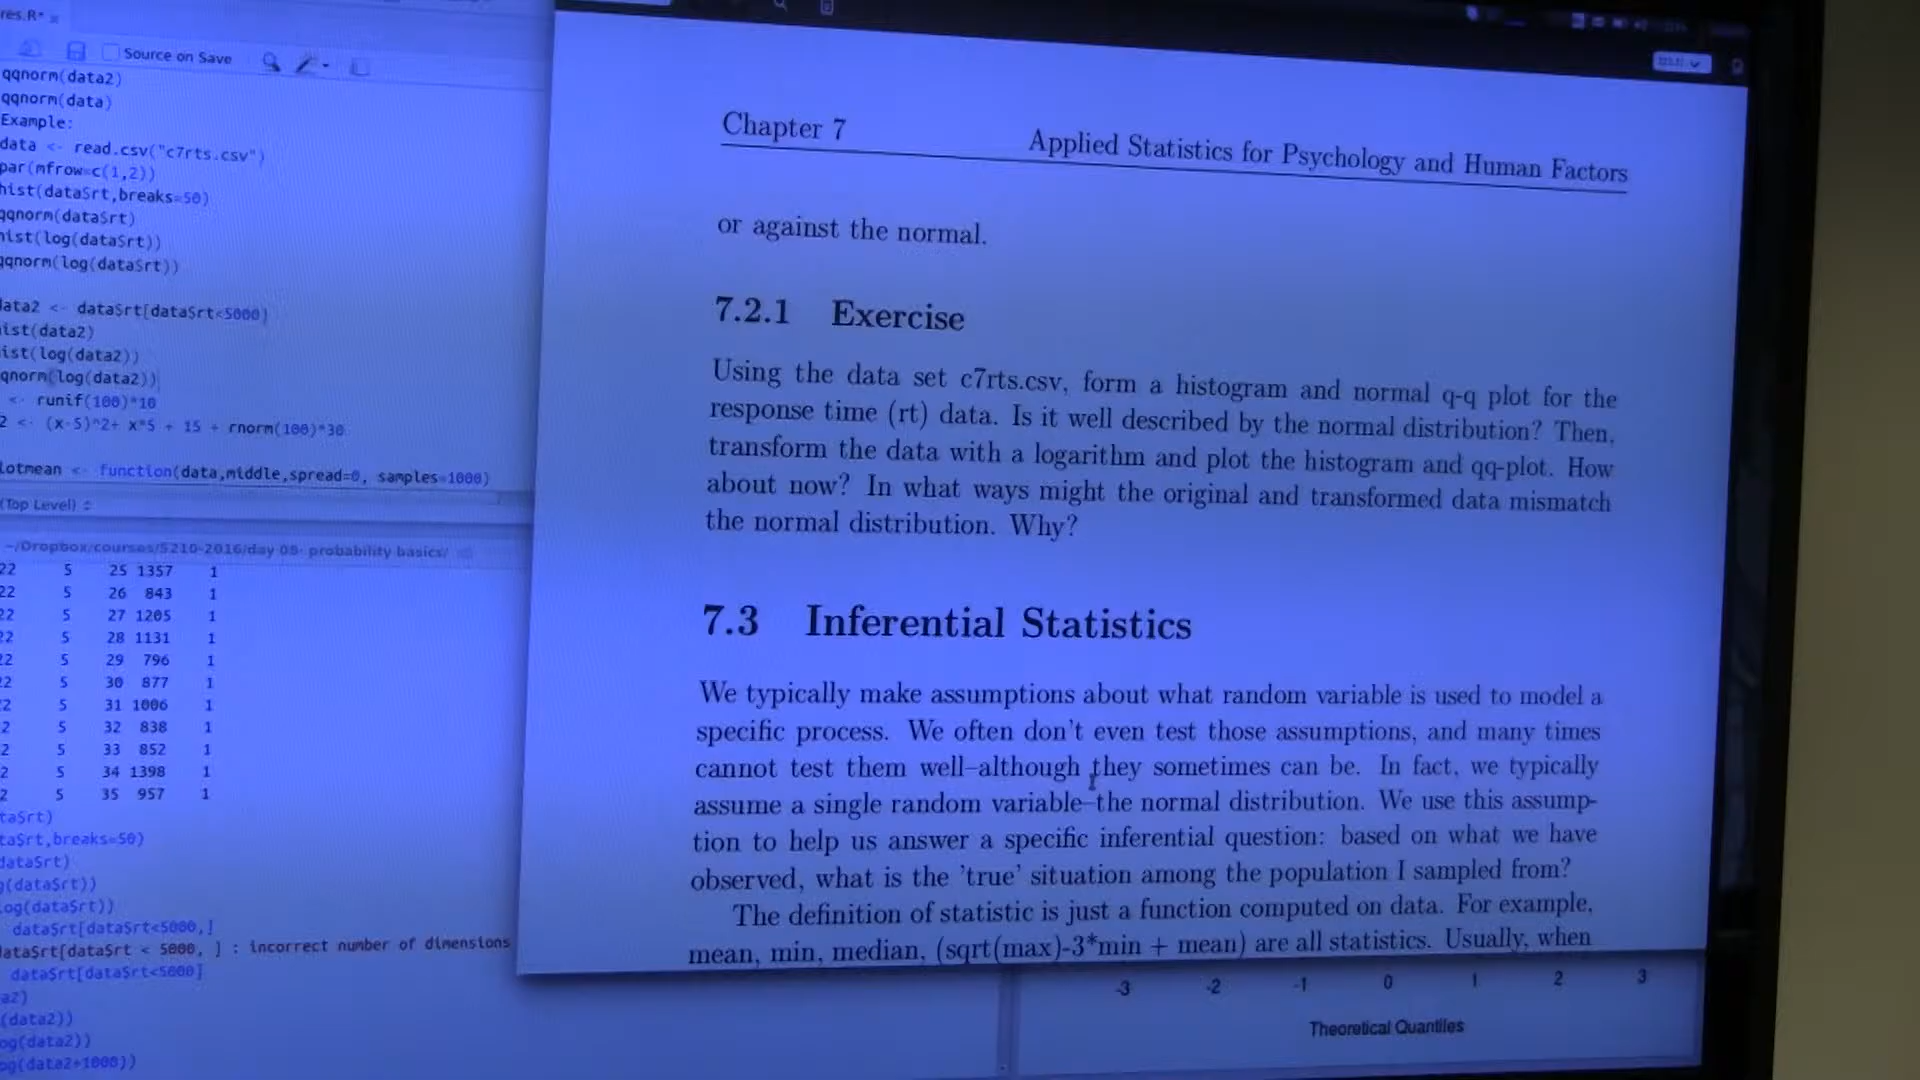 res.R*
Source on Save
qqnorm(data2)
qqnorm(data)
Example:
data <- read.csv("c7rts.csv")
par(mfrow=c(1,2))
hist(data$rt,breaks=50)
qqnorm(data$rt)
hist(log(data$rt))
qqnorm(log(data$rt))
data2 <- data$rt[data$rt<5000]
ist(data2)
ist(log(data2))
qnorm(log(data2))
<- runif(100)*10
2 <- (x-5)^2+ x*5 + 15 + rnorm(100)*30
lotmean <- function(data,middle,spread=0, samples=1000)
(Top Level)
~/Dropbox/courses/5210-2016/day 08- probability basics/
22 5 25 1357 1
22 5 26 843 1
22 5 27 1205 1
22 5 28 1131 1
22 5 29 796 1
22 5 30 877 1
2 5 31 1006 1
2 5 32 838 1
2 5 33 852 1
2 5 34 1398 1
2 5 35 957 1
ta$rt)
ta$rt,breaks=50)
data$rt)
g(data$rt))
log(data$rt))
data$rt[data$rt<5000,]
data$rt[data$rt < 5000, ] : incorrect number of dimensions
data$rt[data$rt<5000]
a2)
(data2))
og(data2))
og(data2+1000))
Chapter 7 Applied Statistics for Psychology and Human Factors
or against the normal.
7.2.1 Exercise
Using the data set c7rts.csv, form a histogram and normal q-q plot for the
response time (rt) data. Is it well described by the normal distribution? Then,
transform the data with a logarithm and plot the histogram and qq-plot. How
about now? In what ways might the original and transformed data mismatch
the normal distribution. Why?
7.3 Inferential Statistics
We typically make assumptions about what random variable is used to model a
specific process. We often don't even test those assumptions, and many times
cannot test them well–although they sometimes can be. In fact, we typically
assume a single random variable–the normal distribution. We use this assump-
tion to help us answer a specific inferential question: based on what we have
observed, what is the 'true' situation among the population I sampled from?
The definition of statistic is just a function computed on data. For example,
mean, min, median, (sqrt(max)-3*min + mean) are all statistics. Usually, when
-3 -2 -1 0 1 2 3
Theoretical Quantiles